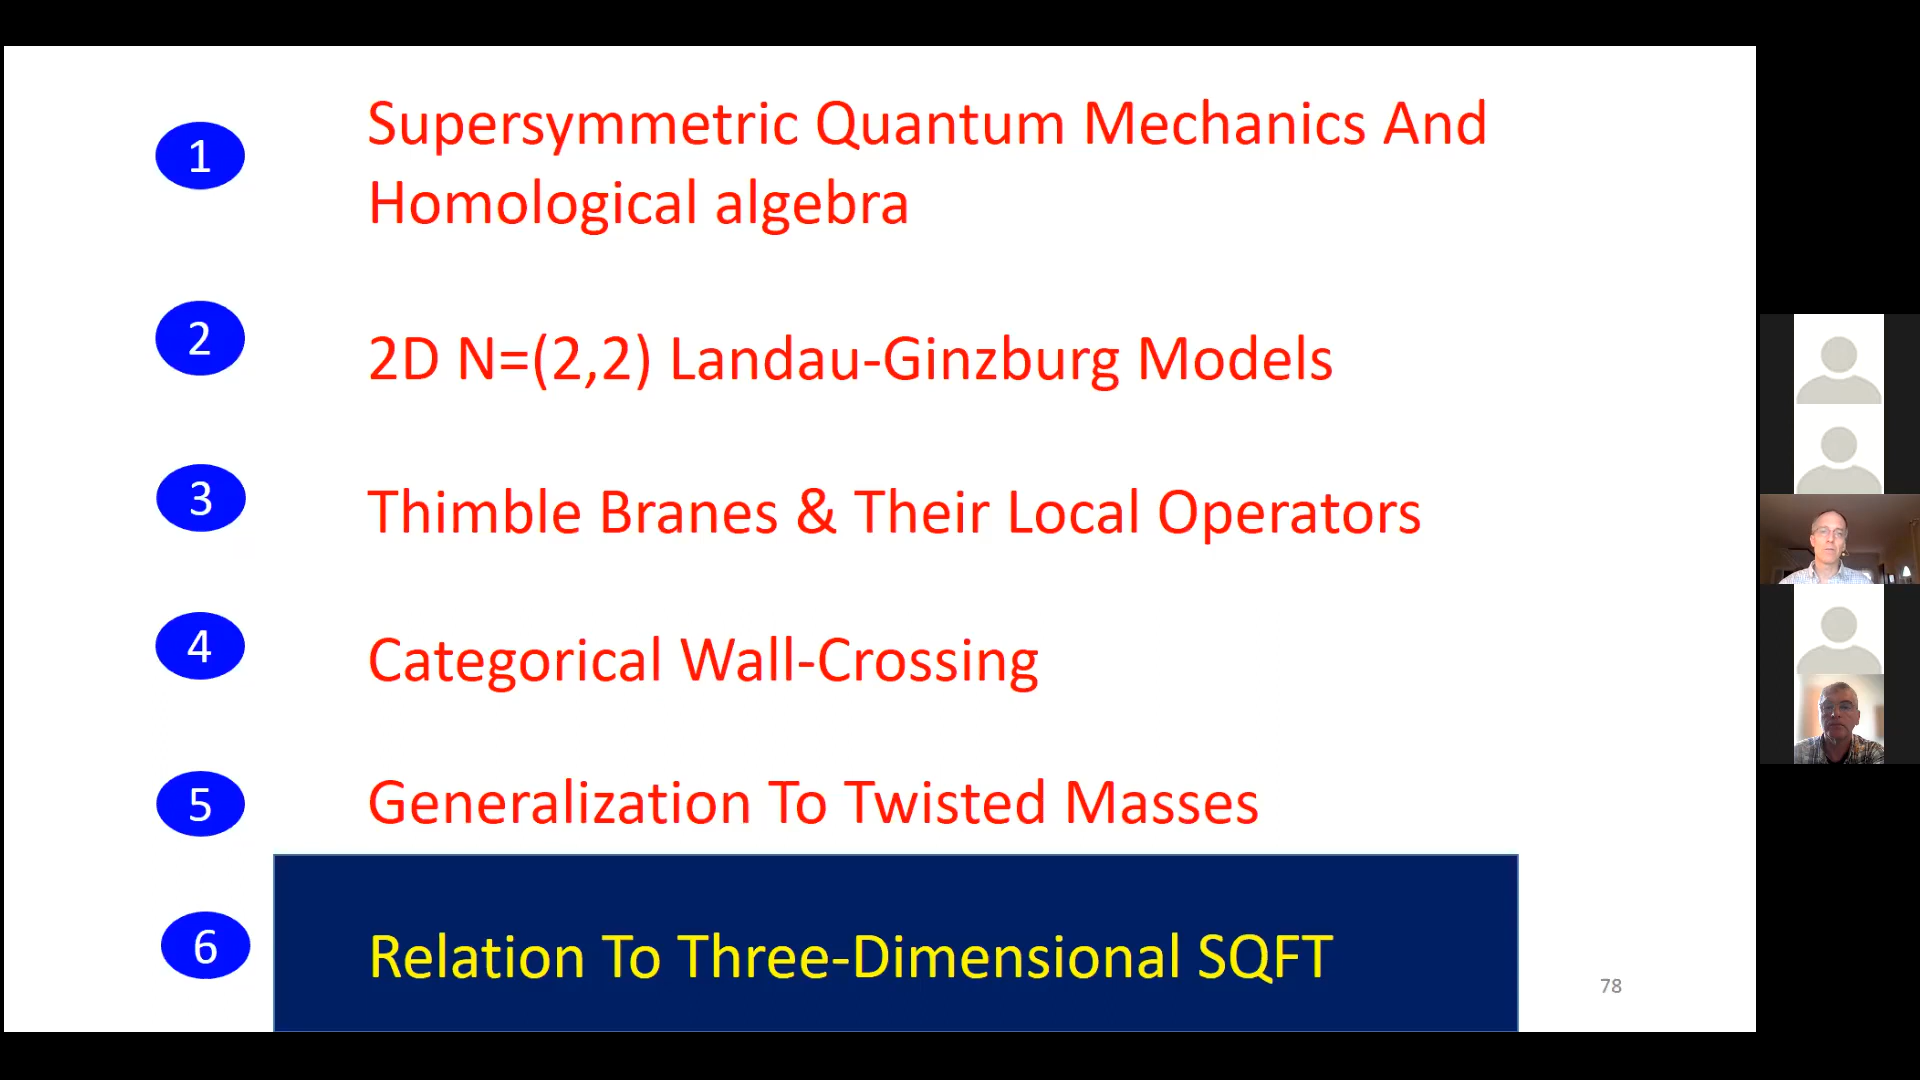 1
Supersymmetric Quantum Mechanics And
Homological algebra
2
2D N=(2,2) Landau-Ginzburg Models
3
Thimble Branes & Their Local Operators
4
Categorical Wall-Crossing
5
Generalization To Twisted Masses
6
Relation To Three-Dimensional SQFT
78